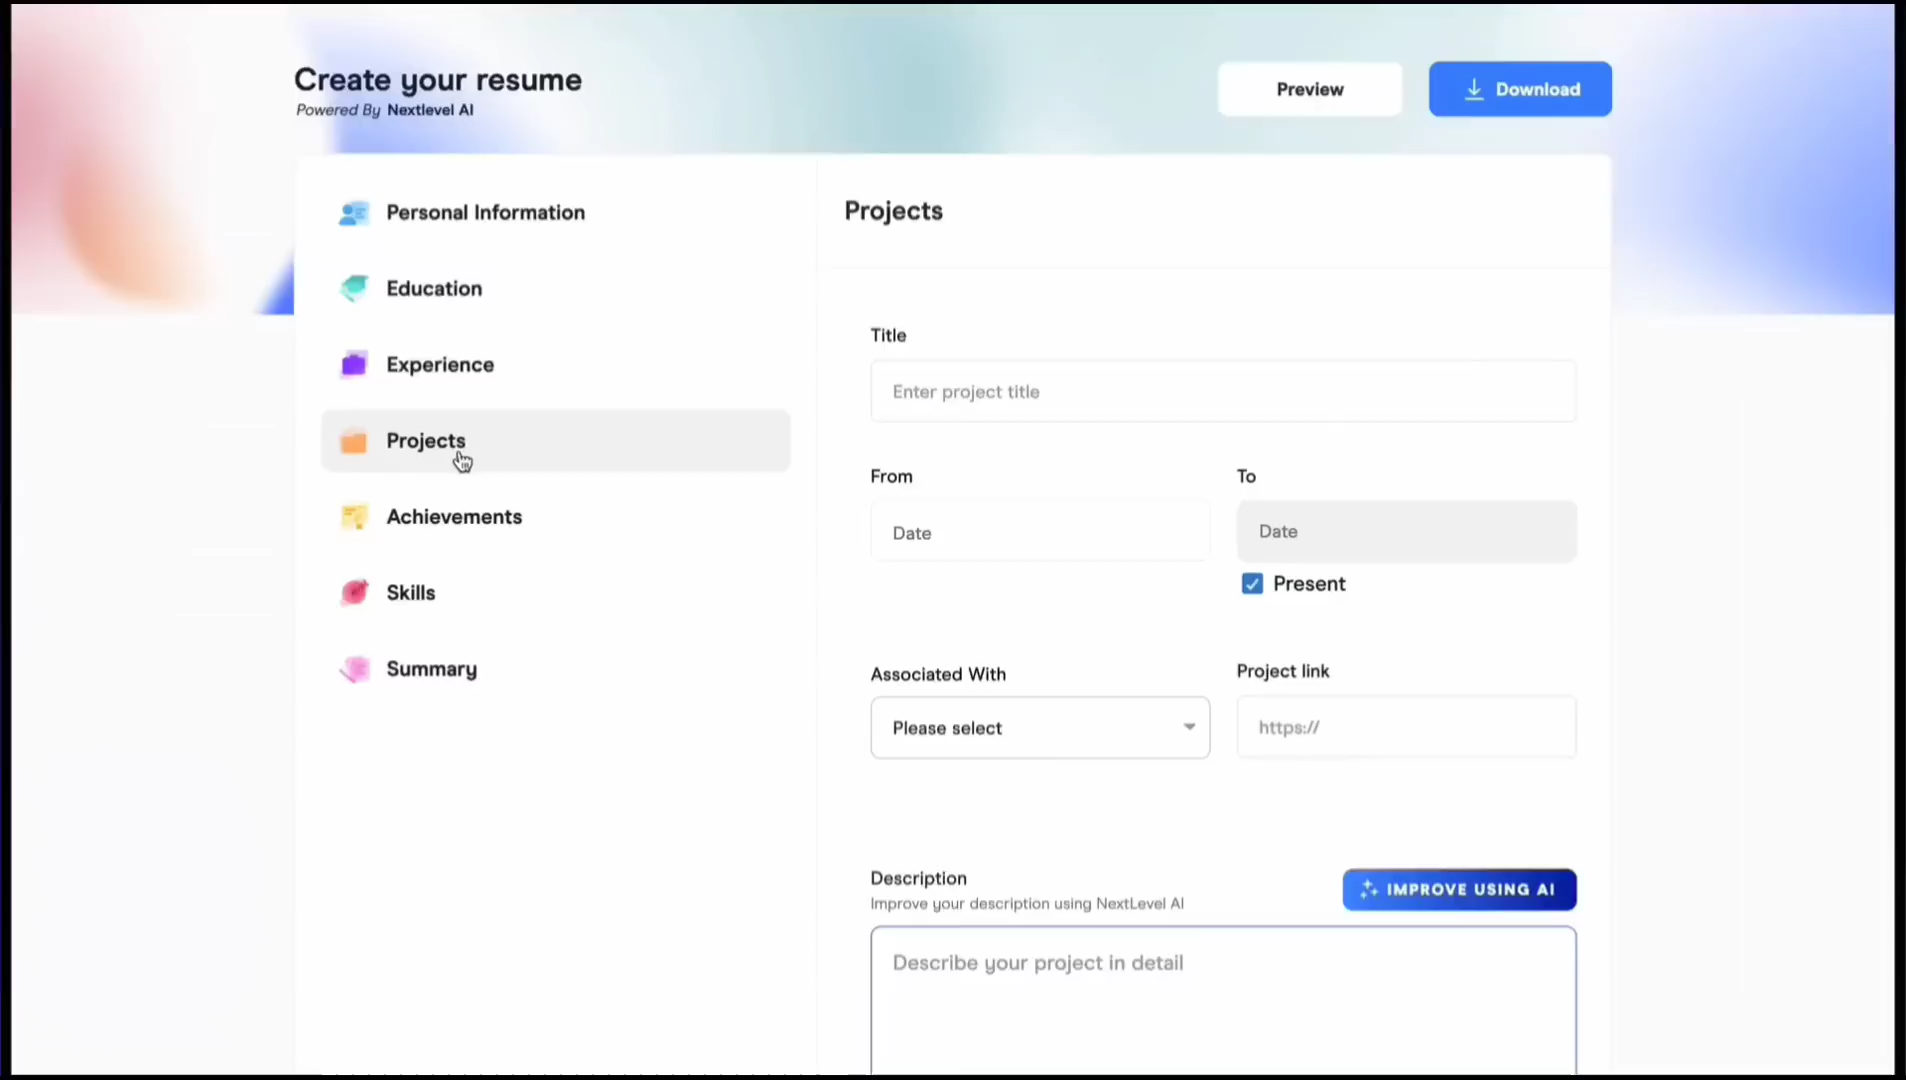 Create your resume
Powered By Nextlevel AI
Preview
Download
Personal Information
Education
Experience
Projects
Achievements
Skills
Summary
Projects
Title
Enter project title
From
To
Date
Date
Present
Associated With
Project link
Please select
https://
Description
Improve your description using NextLevel AI
IMPROVE USING AI
Describe your project in detail